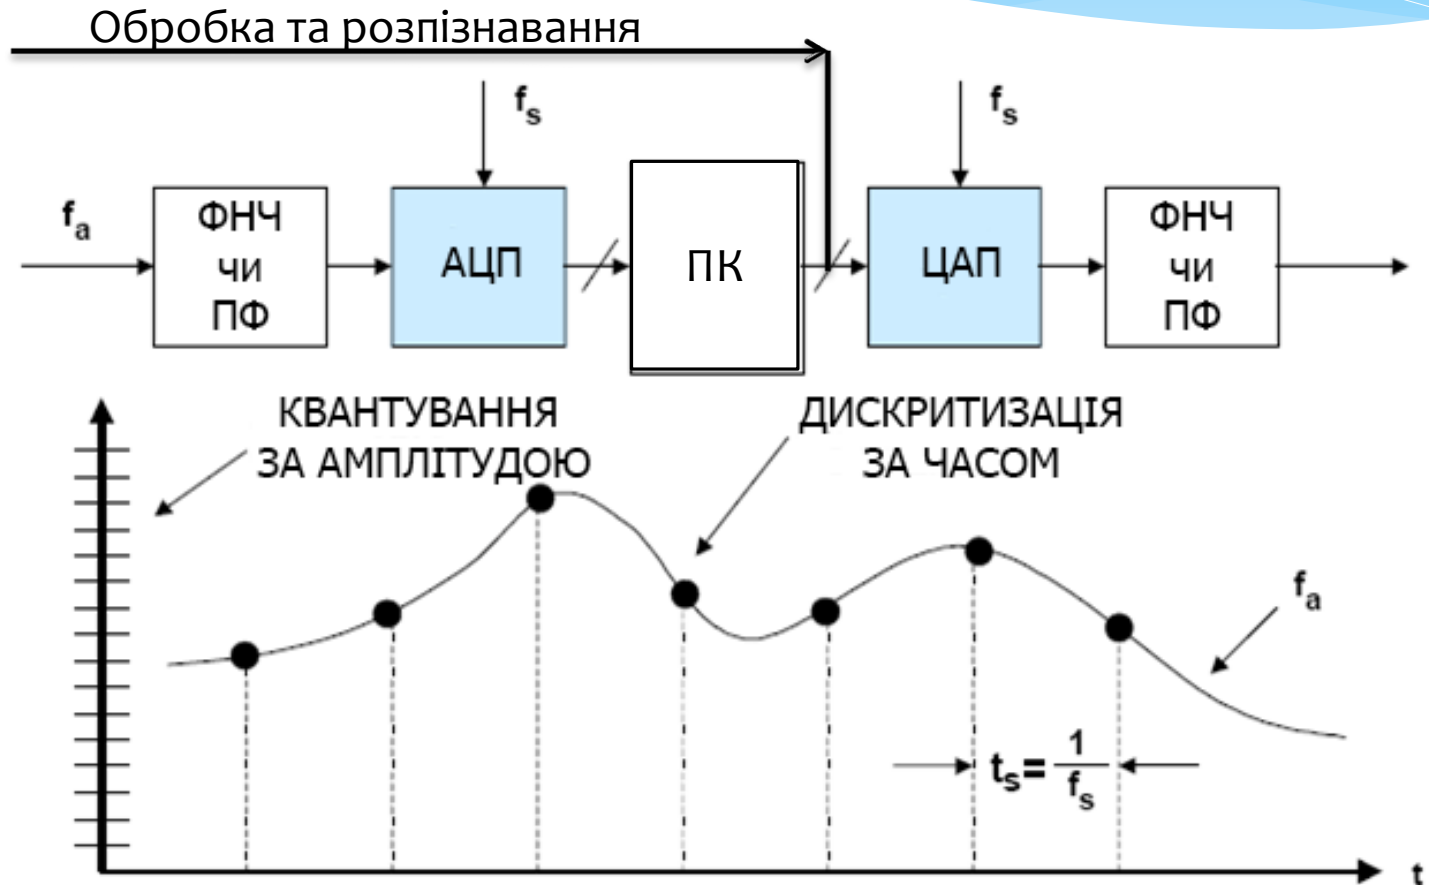 Обробка та розпізнавання
fs
fs
fa
ФНЧ
чи
ПФ
АЦП
ПК
ЦАП
ФНЧ
чи
ПФ
КВАНТУВАННЯ
ЗА АМПЛІТУДОЮ
ДИСКРИТИЗАЦІЯ
ЗА ЧАСОМ
fa
ts= 1/fs
t